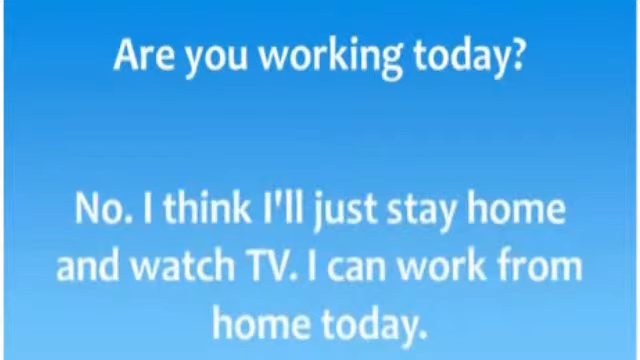 Are you working today?
No. I think I'll just stay home
and watch TV. I can work from
home today.